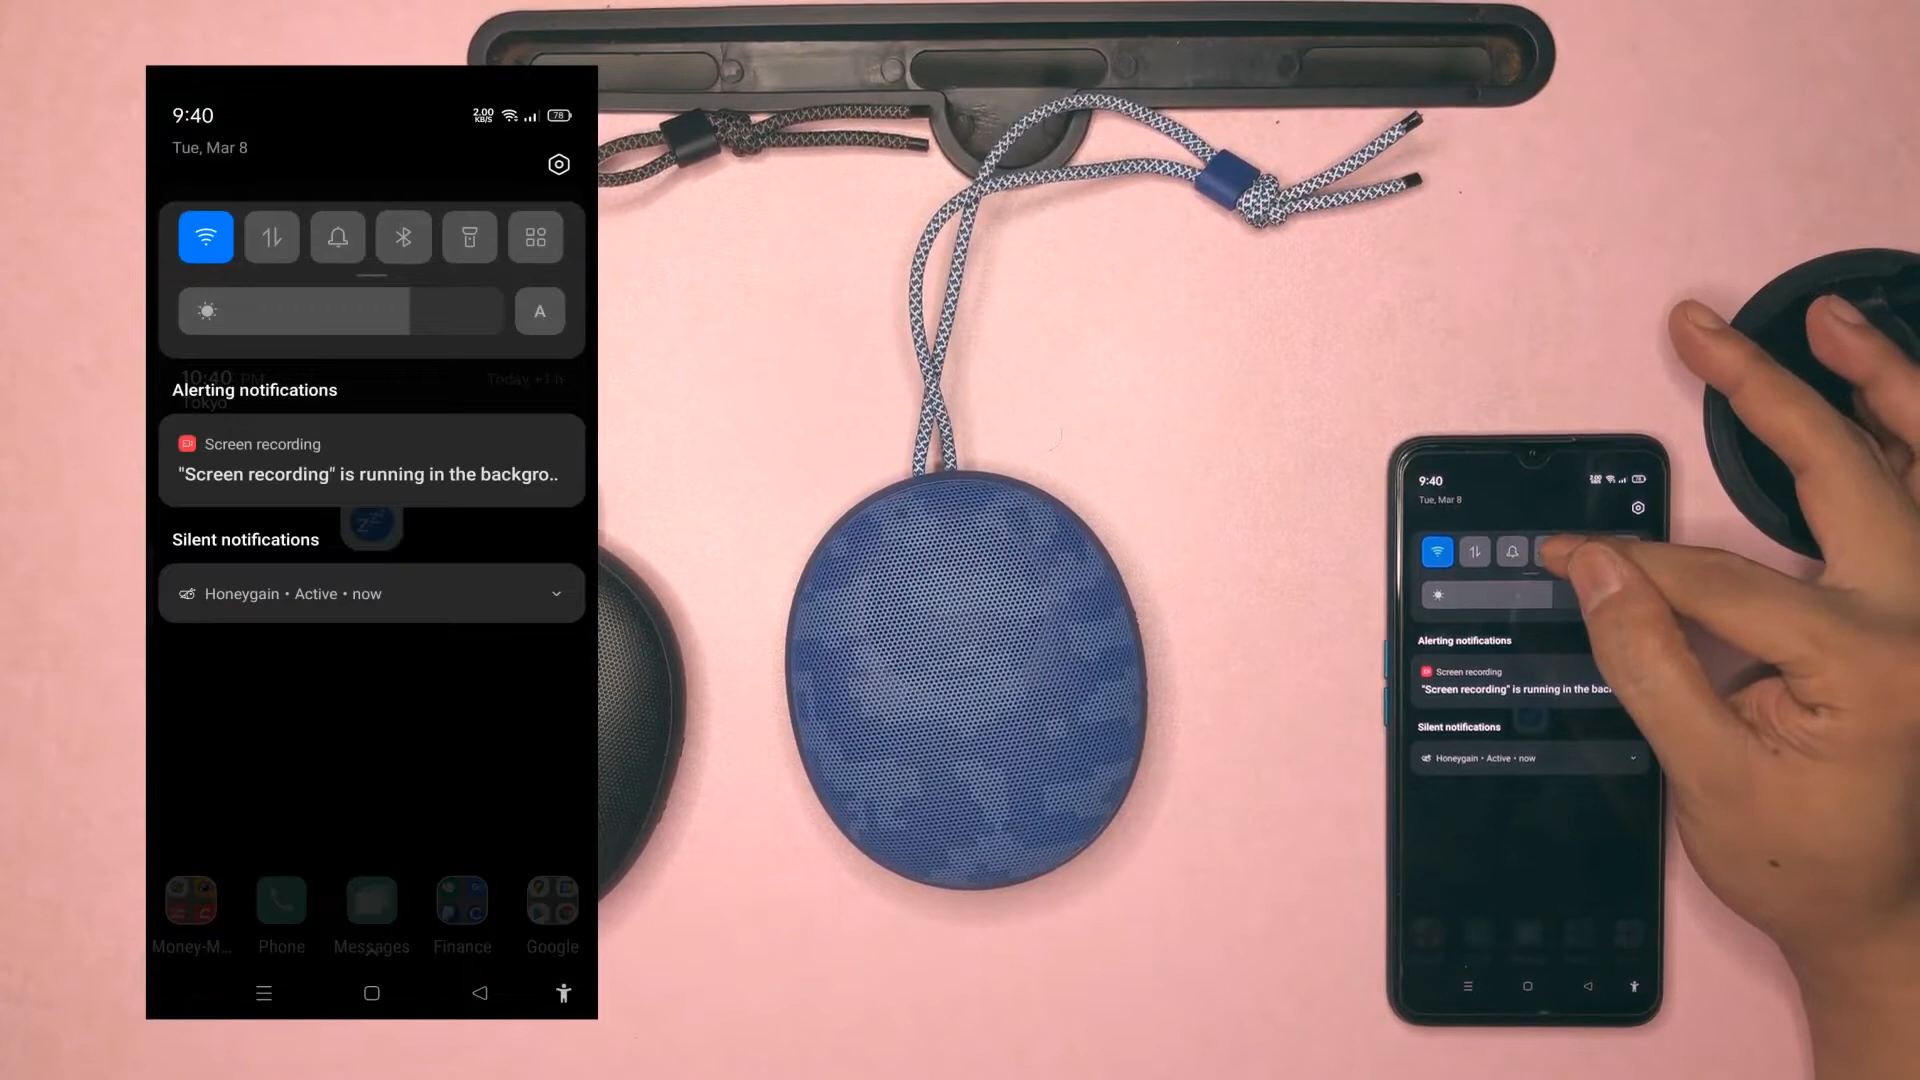 9:40
2.00
KB/S
78
Tue, Mar 8
A
10:40 PM
Today +1 h
Alerting notifications
Tokyo
Screen recording
"Screen recording" is running in the backgro..
zzz
Silent notifications
Honeygain • Active • now
Money-M...
Phone
Messages
Finance
Google
9:40
Tue, Mar 8
Alerting notifications
Screen recording
"Screen recording" is running in the bac
Silent notifications
Honeygain • Active • now